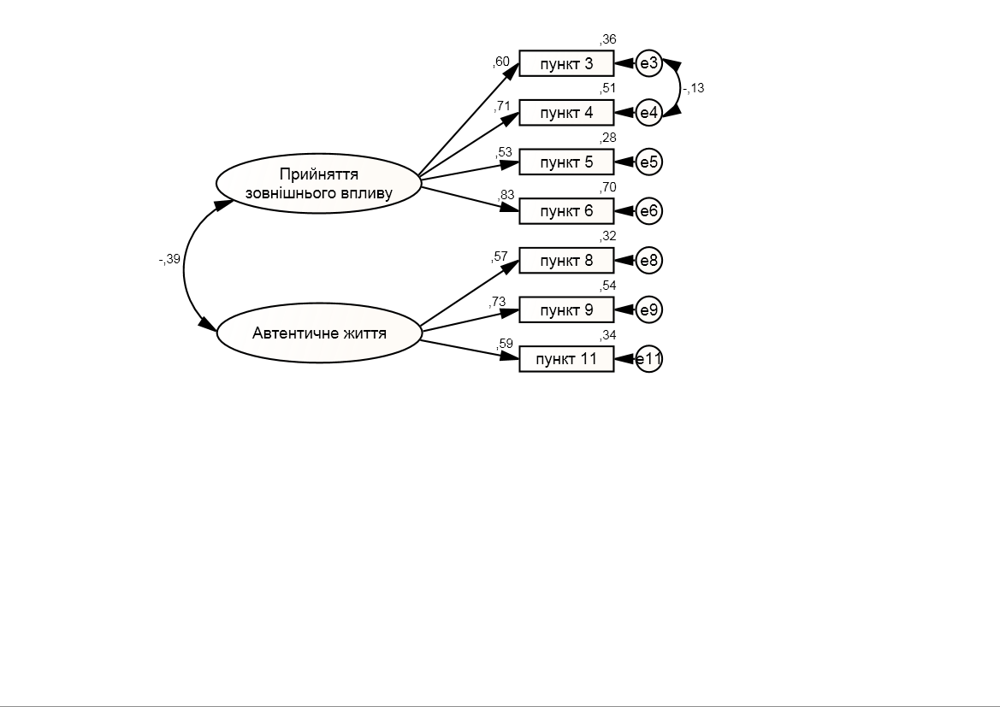 ,36
,60
пункт 3
e3
,51
-,13
,71
пункт 4
e4
,28
,53
пункт 5
e5
Прийняття
зовнішнього впливу
,70
,83
пункт 6
e6
,32
-,39
,57
пункт 8
e8
,54
,73
пункт 9
e9
Автентичне життя
,34
,59
пункт 11
e11